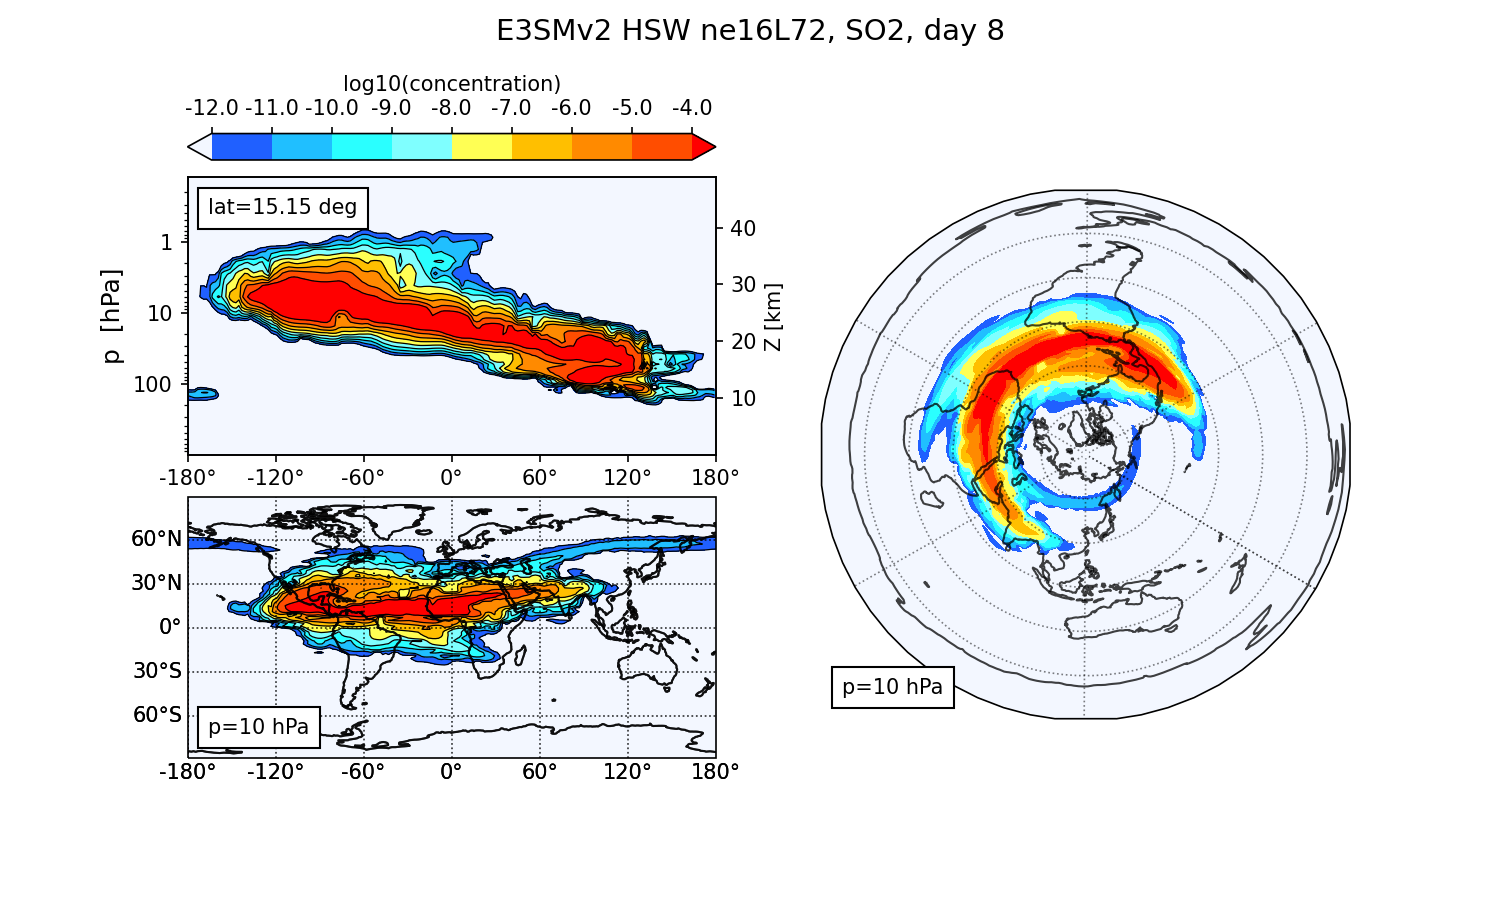 E3SMv2 HSW ne16L72, SO2, day 8
log10(concentration)
-12.0 -11.0 -10.0 -9.0 -8.0 -7.0 -6.0 -5.0 -4.0
lat=15.15 deg
1
10
100
p [hPa]
40
30
20
10
Z [km]
-180° -120° -60° 0° 60° 120° 180°
60°N
30°N
0°
30°S
60°S
p=10 hPa
-180° -120° -60° 0° 60° 120° 180°
p=10 hPa